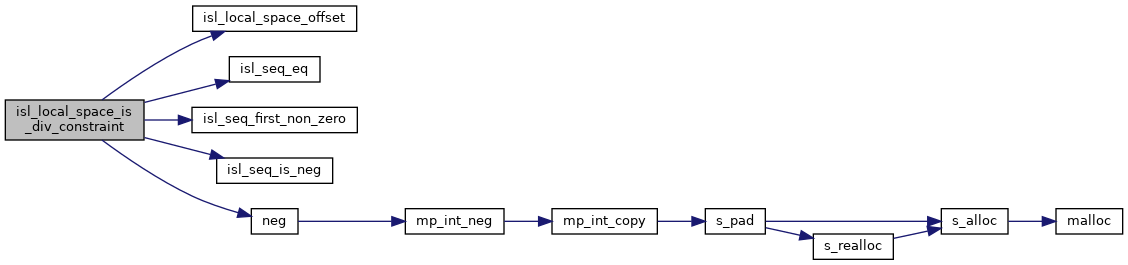 isl_local_space_offset
isl_seq_eq
isl_local_space_is
_div_constraint
isl_seq_first_non_zero
isl_seq_is_neg
neg
mp_int_neg
mp_int_copy
s_pad
s_alloc
malloc
s_realloc